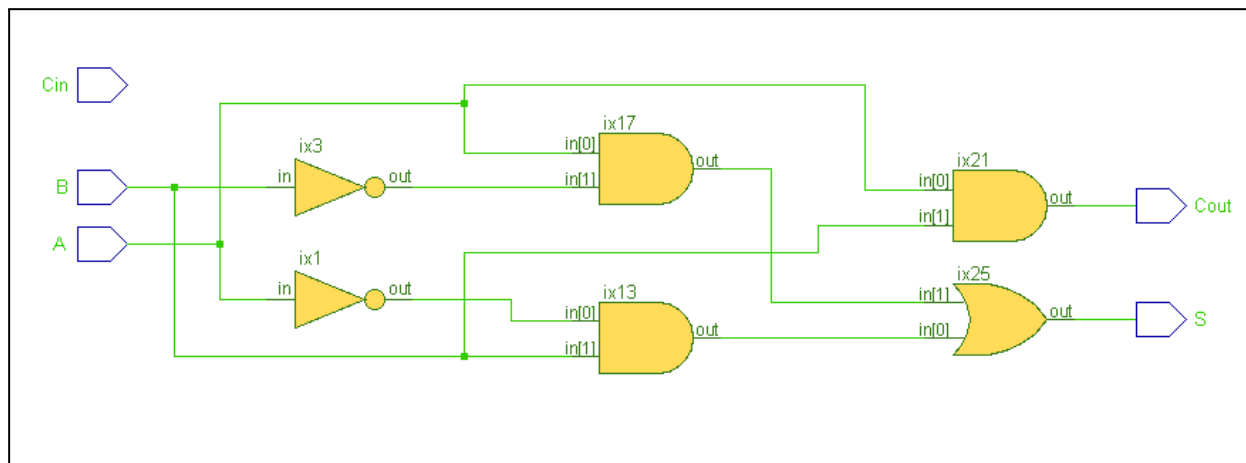 Cin
B
A
ix3
in
out
ix1
in
out
ix17
in[0]
in[1]
out
ix13
in[0]
in[1]
out
ix21
in[0]
in[1]
out
Cout
ix25
in[1]
in[0]
out
S